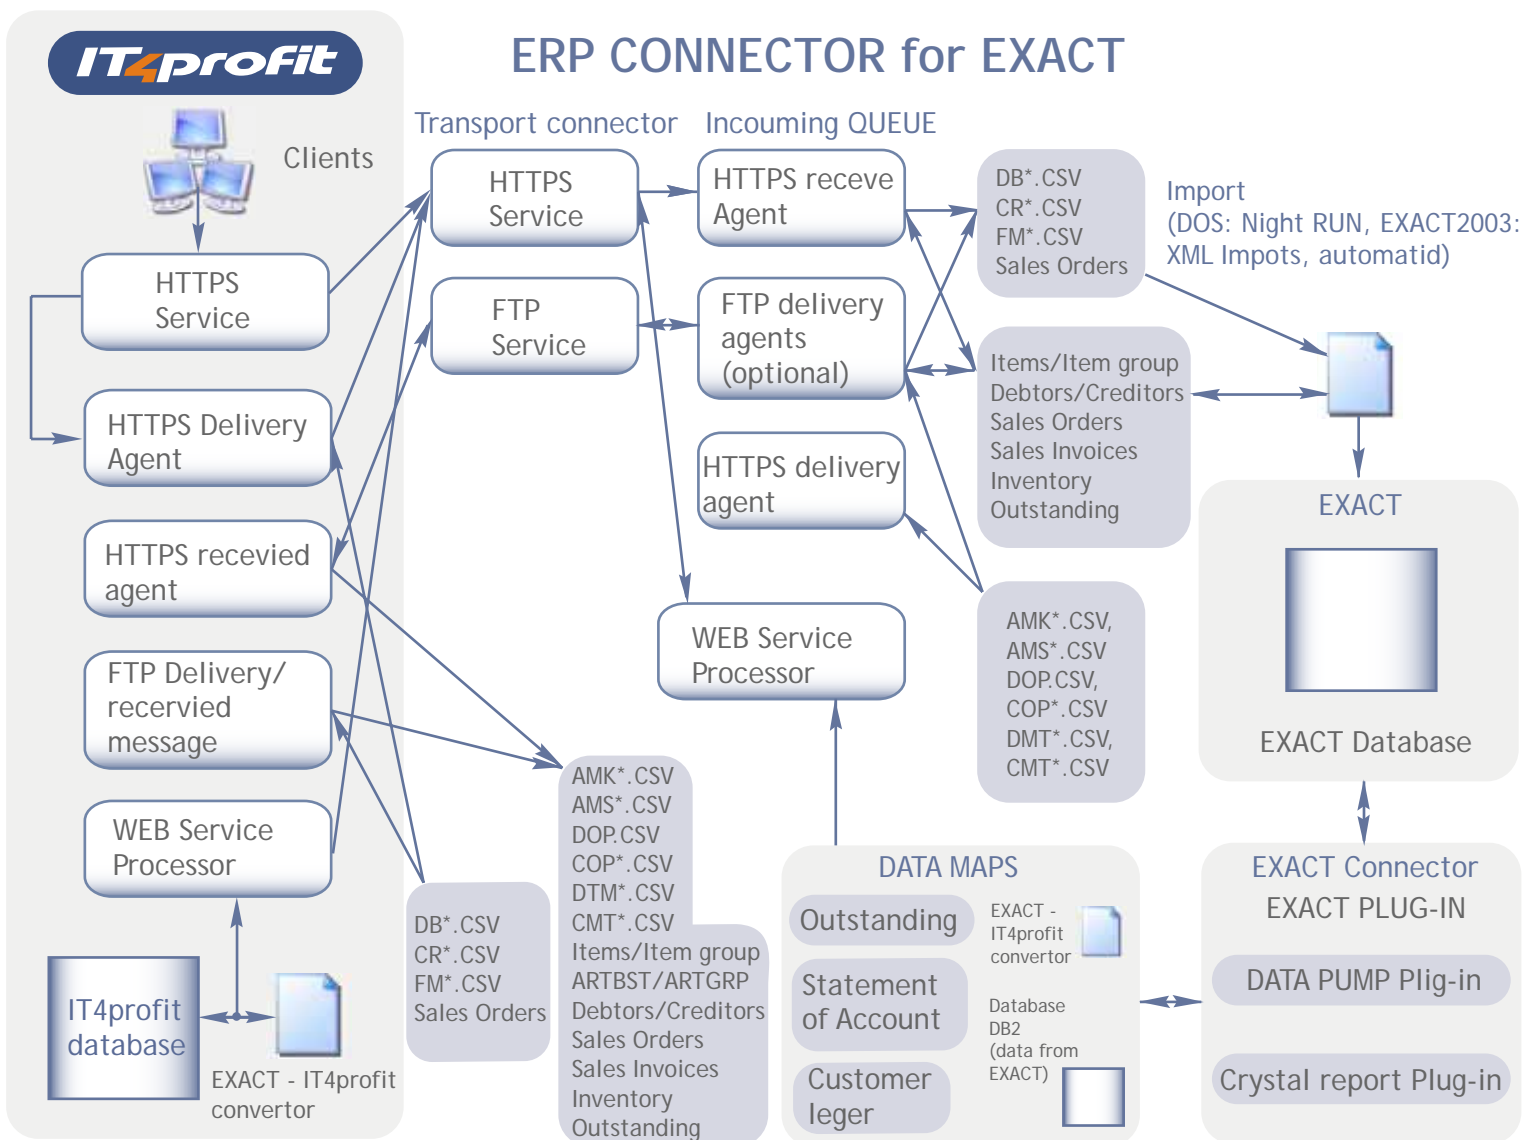 IT4profit
ERP CONNECTOR for EXACT
Clients
HTTPS
Service
HTTPS Delivery
Agent
HTTPS recevied
agent
FTP Delivery/
recervied
message
WEB Service
Processor
IT4profit
database
EXACT - IT4profit
convertor
Transport connector
HTTPS
Service
FTP
Service
Incouming QUEUE
HTTPS receve
Agent
FTP delivery
agents
(optional)
HTTPS delivery
agent
WEB Service
Processor
DB*.CSV
CR*.CSV
FM*.CSV
Sales Orders
AMK*.CSV
AMS*.CSV
DOP.CSV
COP*.CSV
DTM*.CSV
CMT*.CSV
Items/Item group
ARTBST/ARTGRP
Debtors/Creditors
Sales Orders
Sales Invoices
Inventory
Outstanding
DB*.CSV
CR*.CSV
FM*.CSV
Sales Orders
Items/Item group
Debtors/Creditors
Sales Orders
Sales Invoices
Inventory
Outstanding
AMK*.CSV,
AMS*.CSV
DOP.CSV,
COP*.CSV
DMT*.CSV,
CMT*.CSV
Import
(DOS: Night RUN, EXACT2003:
XML Impots, automatid)
EXACT
EXACT Database
DATA MAPS
Outstanding
Statement
of Account
Customer
leger
EXACT -
IT4profit
convertor
Database
DB2
(data from
EXACT)
EXACT Connector
EXACT PLUG-IN
DATA PUMP Plig-in
Crystal report Plug-in